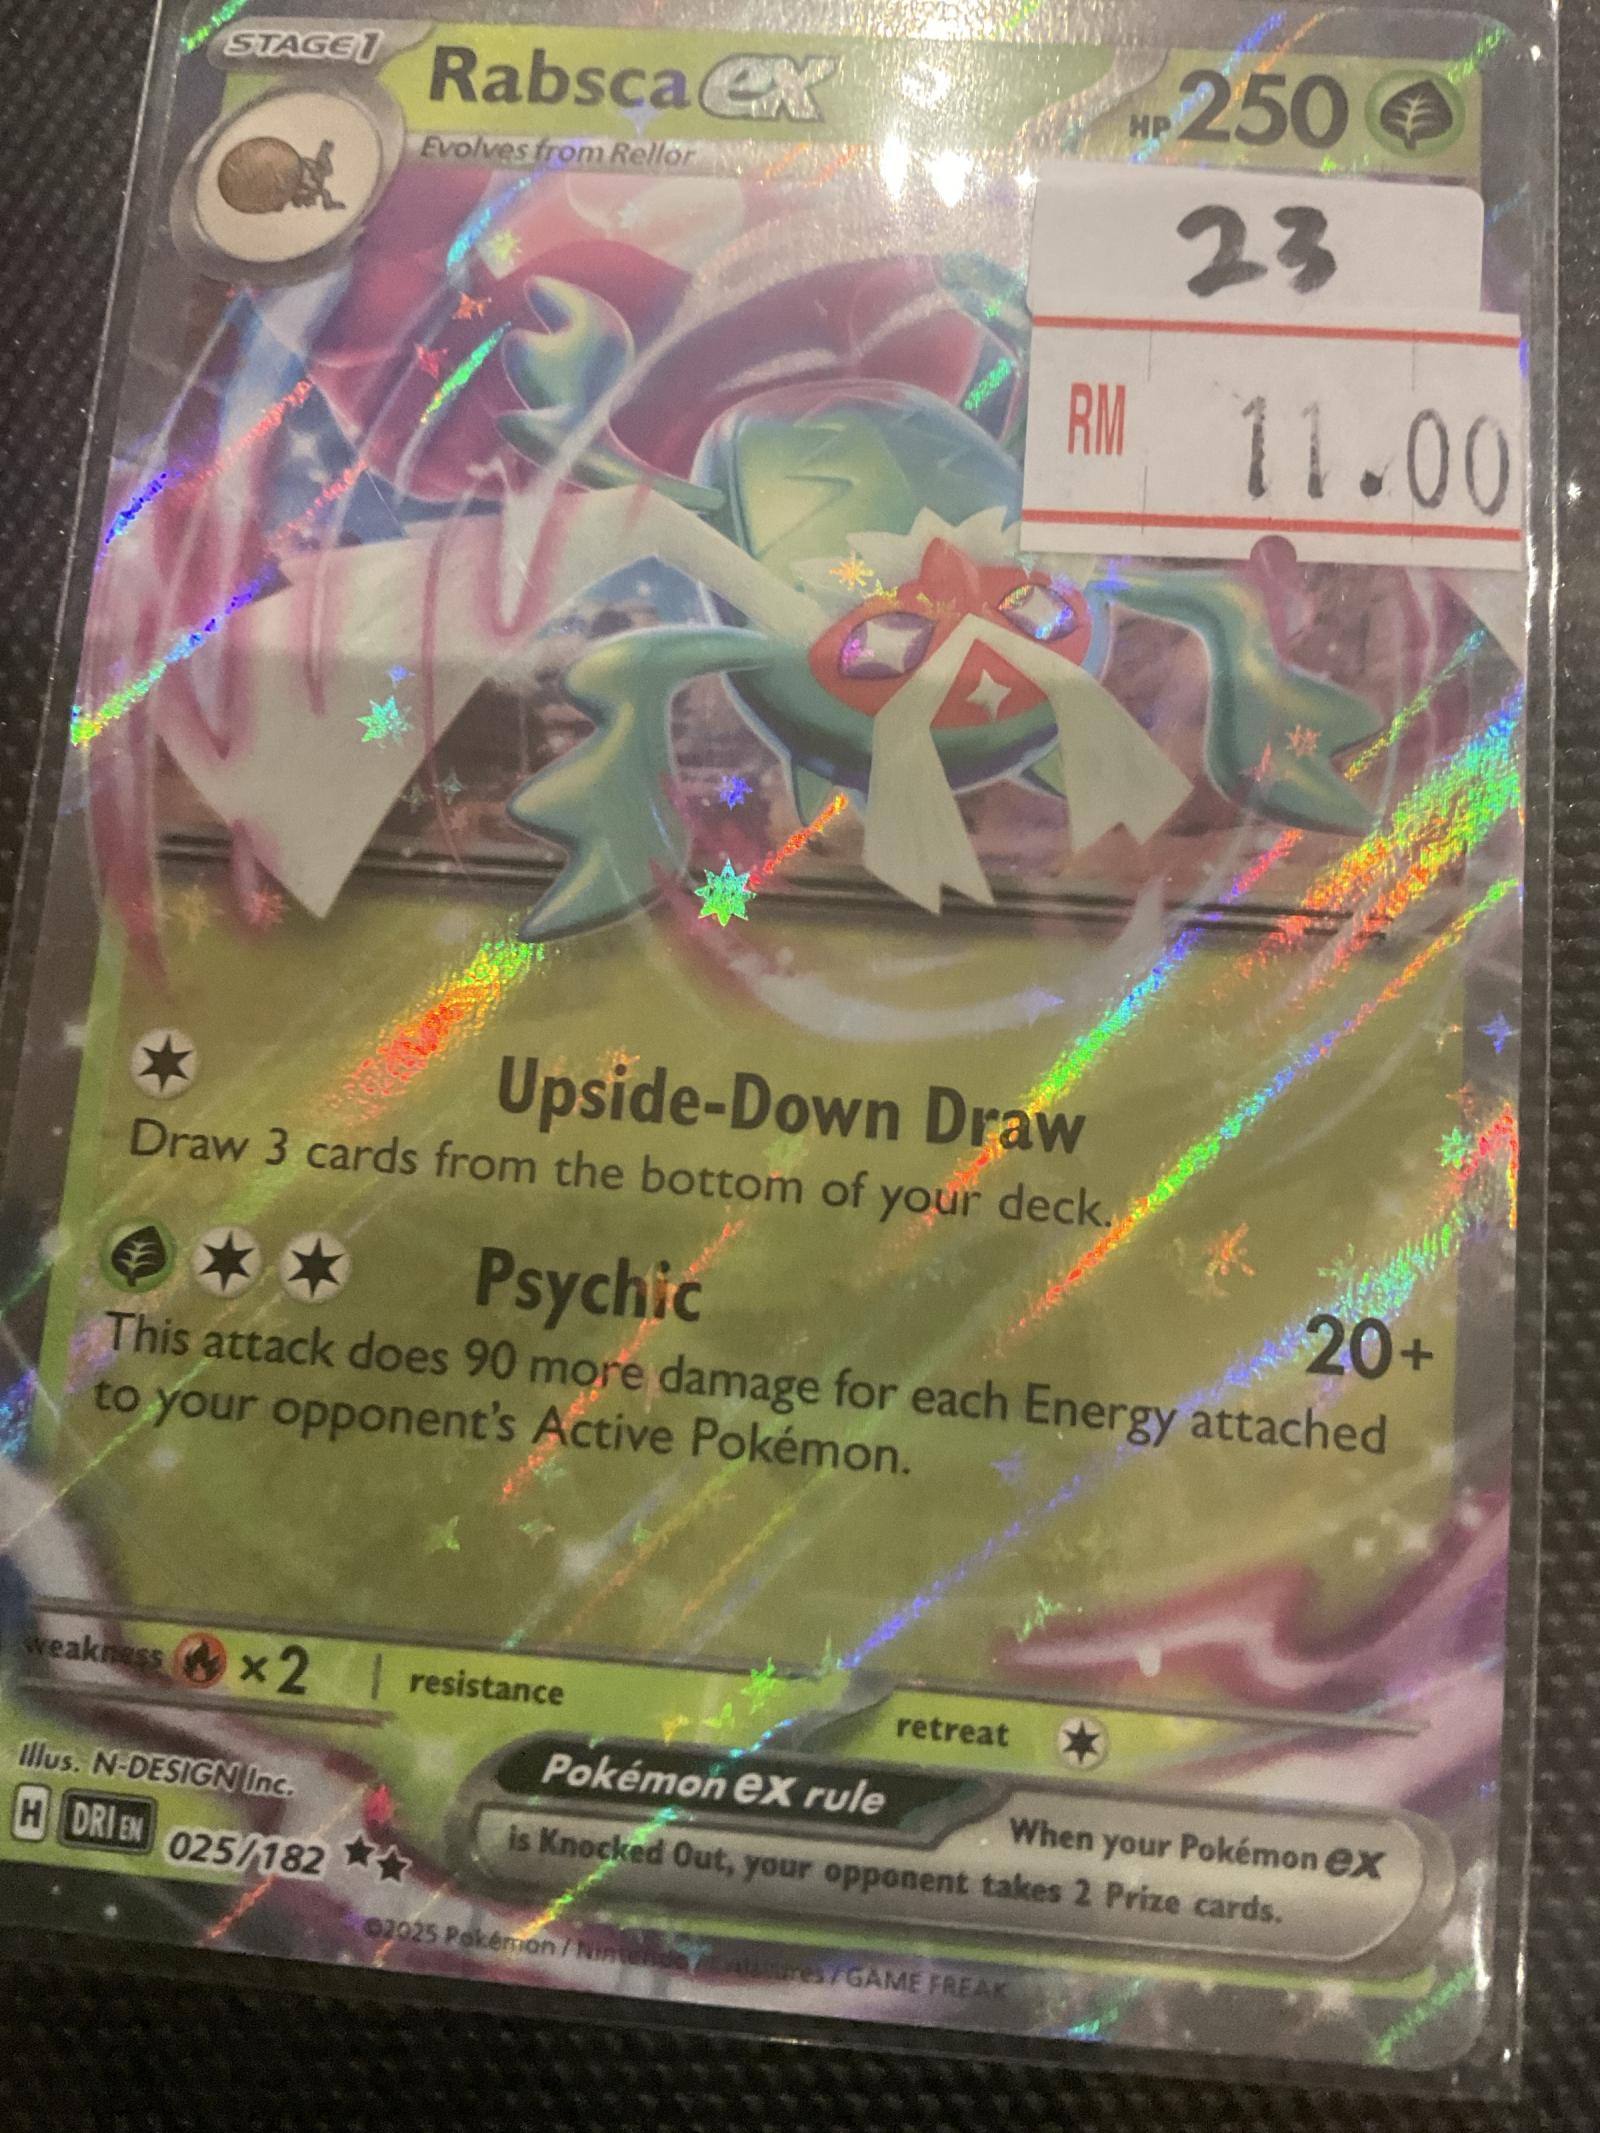 STAGE1
Rabsca ex
HP 250
Evolves from Rellor
23
RM 11.00
Upside-Down Draw
Draw 3 cards from the bottom of your deck.
Psychic
20+
This attack does 90 more damage for each Energy attached
to your opponent's Active Pokémon.
weakness ×2 resistance
retreat
Illus. N-DESIGN Inc.
H DRI EN 025/182 ★★
Pokémon ex rule
When your Pokémon ex
is Knocked Out, your opponent takes 2 Prize cards.
©2025 Pokémon / Nintendo / Creatures / GAME FREAK